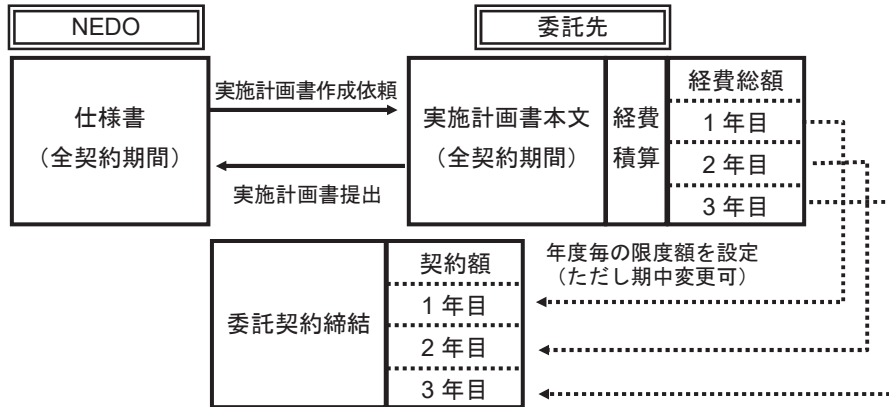 NEDO
委託先
仕様書
（全契約期間）
実施計画書作成依頼
実施計画書提出
実施計画書本文
（全契約期間）
経費
積算
経費総額
1 年目
2 年目
3 年目
年度毎の限度額を設定
（ただし期中変更可）
委託契約締結
契約額
1 年目
2 年目
3 年目